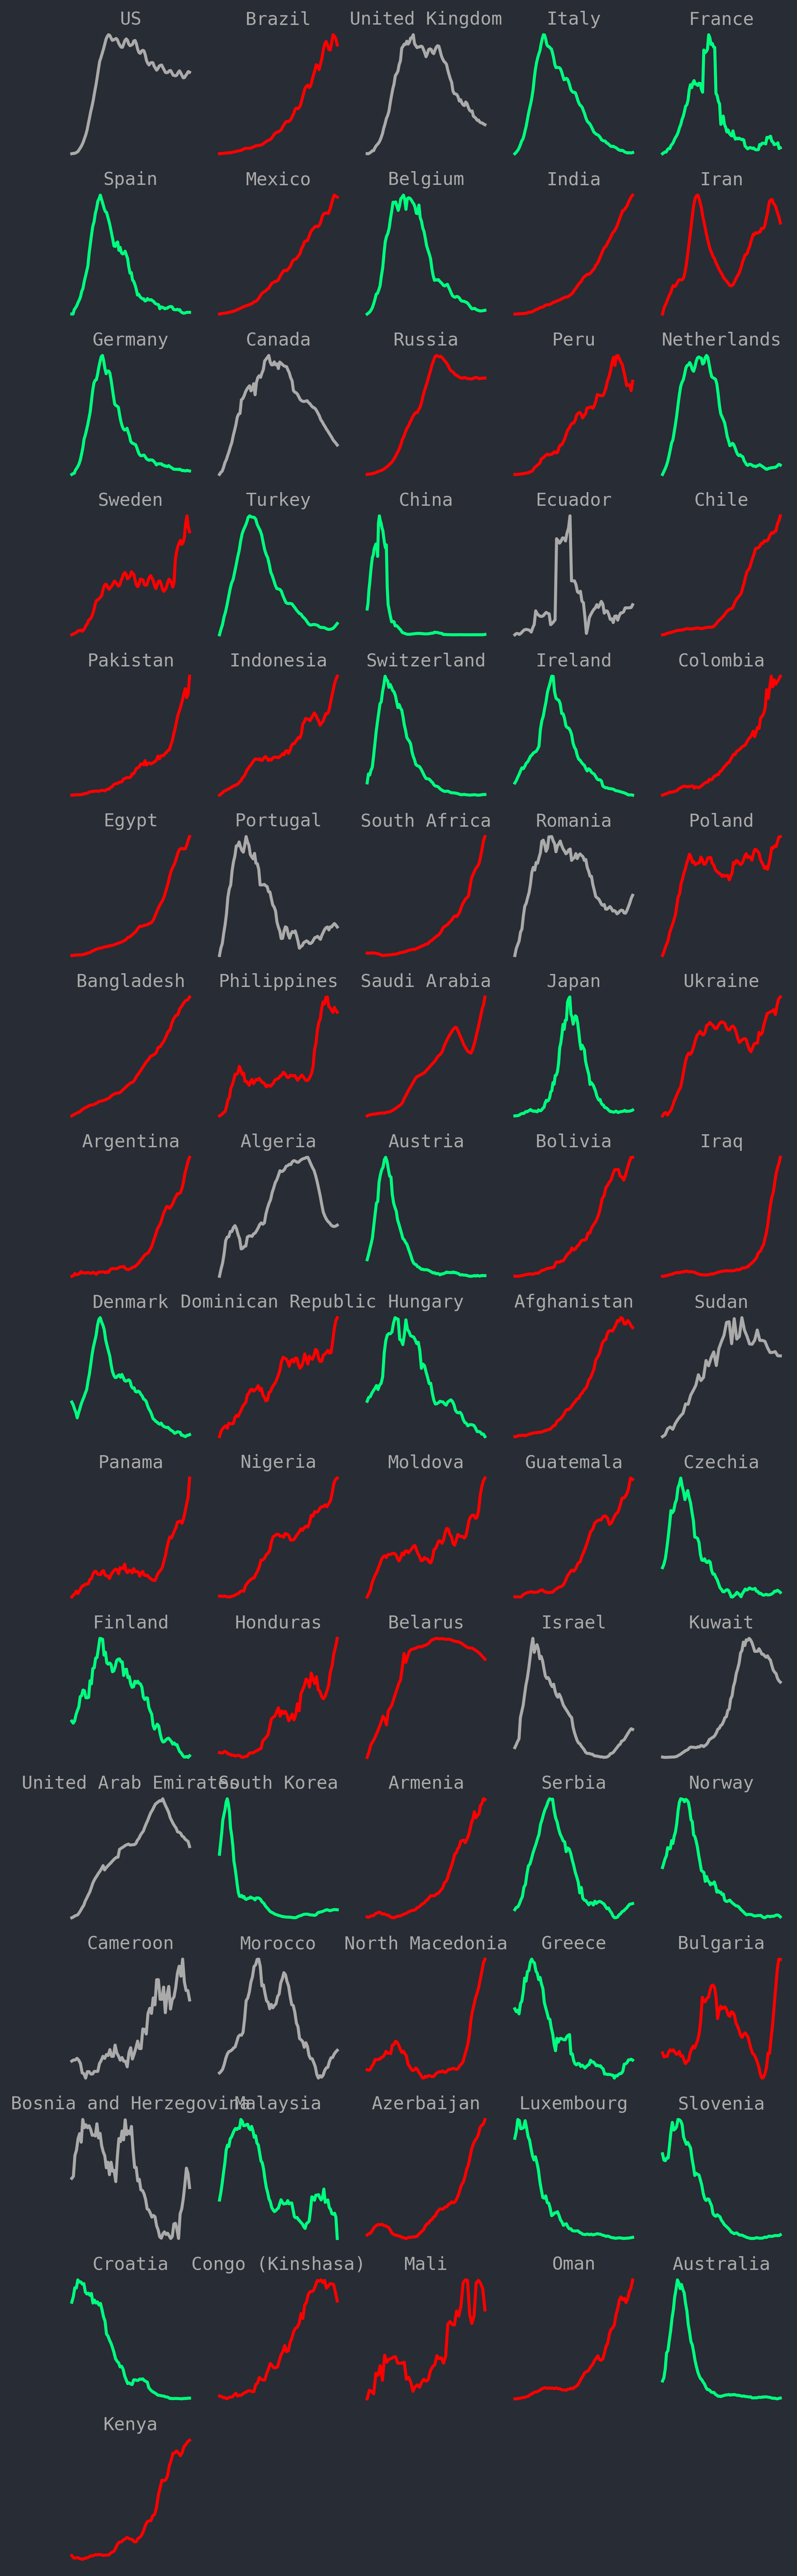 US Brazil United Kingdom Italy France
Spain Mexico Belgium India Iran
Germany Canada Russia Peru Netherlands
Sweden Turkey China Ecuador Chile
Pakistan Indonesia Switzerland Ireland Colombia
Egypt Portugal South Africa Romania Poland
Bangladesh Philippines Saudi Arabia Japan Ukraine
Argentina Algeria Austria Bolivia Iraq
Denmark Dominican Republic Hungary Afghanistan Sudan
Panama Nigeria Moldova Guatemala Czechia
Finland Honduras Belarus Israel Kuwait
United Arab Emirates South Korea Armenia Serbia Norway
Cameroon Morocco North Macedonia Greece Bulgaria
Bosnia and Herzegovina Malaysia Azerbaijan Luxembourg Slovenia
Croatia Congo (Kinshasa) Mali Oman Australia
Kenya